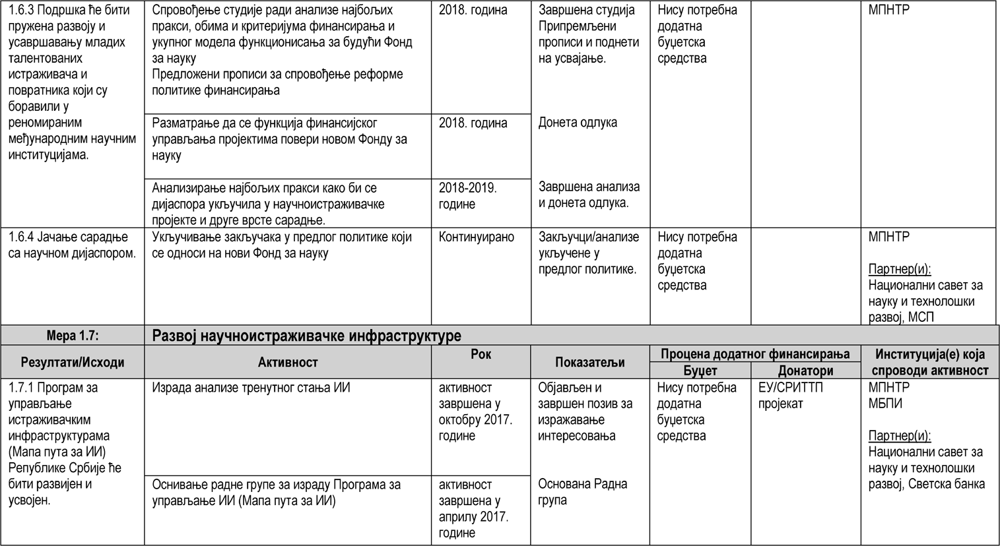 1.6.3 Подршка ће бити
пружена развоју и
усавршавању младих
талентованих
истраживача и
повратника који су
боравили у
реномираним
међународним научним
институцијама.
Спровођење студије ради анализе најбољих
пракси, обима и критеријума финансирања и
укупног модела функционисања за будући Фонд
за науку
Предложени прописи за спровођење реформе
политике финансирања
2018. година
Завршена студија
Припремљени
прописи и поднети
на усвајање.
Нису потребна
додатна
буџетска
средства
МПНТР
Разматрање да се функција финансијског
управљања пројектима повери новом Фонду за
науку
2018. година
Донета одлука
Анализирање најбољих пракси како би се
дијаспора укључила у научноистраживачке
пројекте и друге врсте сарадње.
2018-2019.
године
Завршена анализа
и донета одлука.
1.6.4 Јачање сарадње
са научном дијаспором.
Укључивање закључака у предлог политике који
се односи на нови Фонд за науку
Континуирано
Закључци/анализе
укључене у
предлог политике.
Нису потребна
додатна
буџетска
средства
МПНТР
Партнер(и):
Национални савет за
науку и технолошки
развој, МСП
Мера 1.7:
Развој научноистраживачке инфраструктуре
Резултати/Исходи
Активност
Рок
Показатељи
Процена додатног финансирања
Буџет
Донатори
Институција(е) која
спроводи активност
1.7.1 Програм за
управљање
истраживачким
инфраструктурама
(Мапа пута за ИИ)
Републике Србије ће
бити развијен и
усвојен.
Израда анализе тренутног стања ИИ
активност
завршена у
октобру 2017.
године
Објављен и
завршен позив за
изражавање
интересовања
Нису потребна
додатна
буџетска
средства
ЕУ/СРИТТП
пројекат
МПНТР
МБПИ
Партнер(и):
Национални савет за
науку и технолошки
развој, Светска банка
Оснивање радне групе за израду Програма за
управљање ИИ (Мапа пута за ИИ)
активност
завршена у
априлу 2017.
године
Основана Радна
група